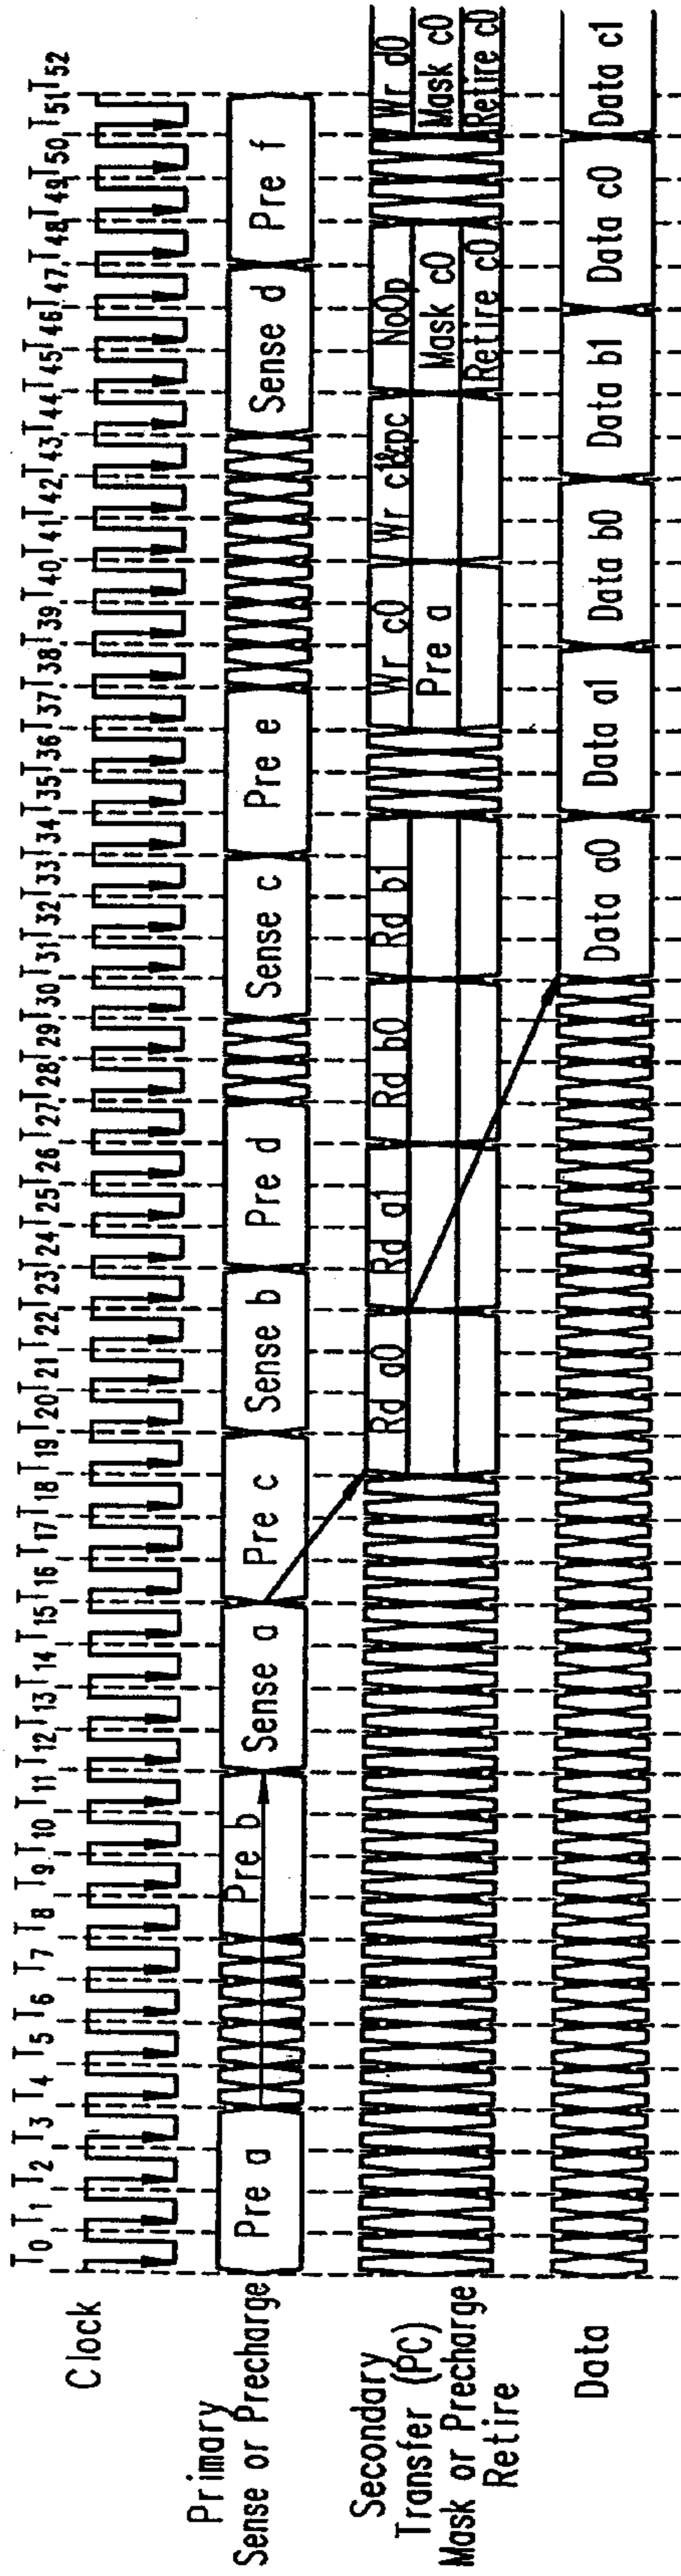 T0 T1 T2 T3 T4 T5 T6 T7 T8 T9 T10 T11 T12 T13 T14 T15 T16 T17 T18 T19 T20 T21 T22 T23 T24 T25 T26 T27 T28 T29 T30 T31 T32 T33 T34 T35 T36 T37 T38 T39 T40 T41 T42 T43 T44 T45 T46 T47 T48 T49 T50 T51 T52
Clock
Primary
Sense or Precharge
Pre a Pre b Sense a Pre c Sense b Pre d Sense c Pre e Sense d Pre f
Secondary
Transfer (PC)
Mask or Precharge
Retire
Rd a0 Rd a1 Rd b0 Rd b1 Wr c0 Wr c1&pc NoOp Wr d0
Pre a Mask c0 Mask c0
Retire c0 Retire c0
Data
Data a0 Data a1 Data b0 Data b1 Data c0 Data c1